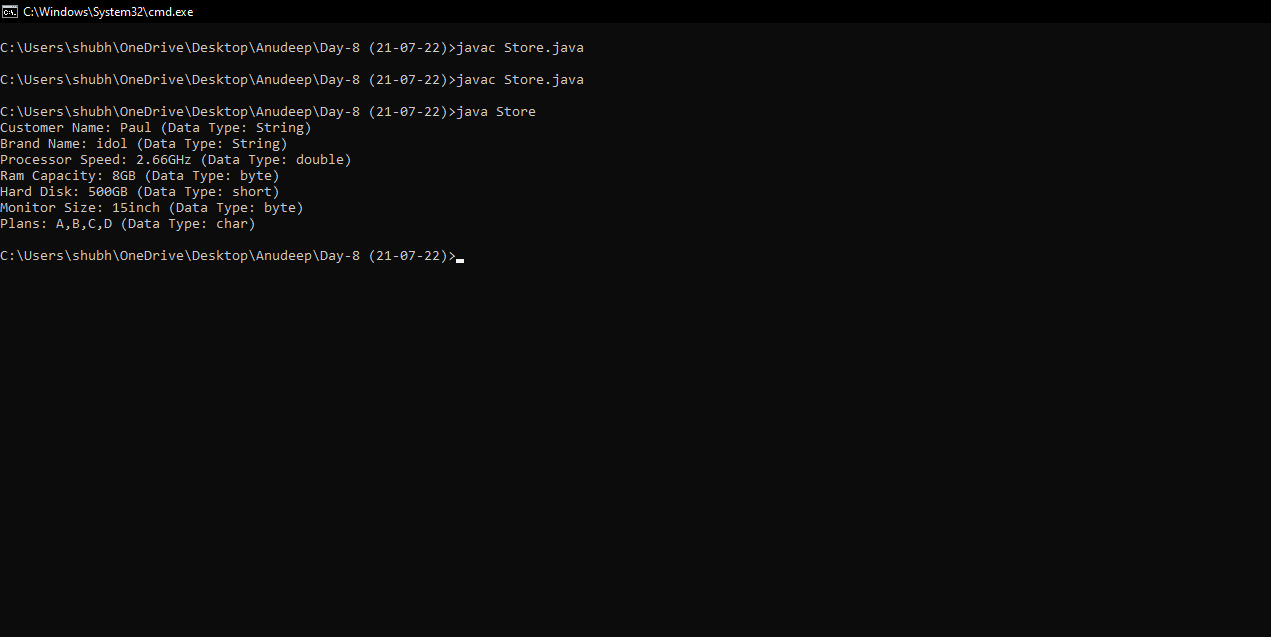 C:\Windows\System32\cmd.exe
C:\Users\shubh\OneDrive\Desktop\Anudeep\Day-8 (21-07-22)>javac Store.java
C:\Users\shubh\OneDrive\Desktop\Anudeep\Day-8 (21-07-22)>javac Store.java
C:\Users\shubh\OneDrive\Desktop\Anudeep\Day-8 (21-07-22)>java Store
Customer Name: Paul (Data Type: String)
Brand Name: idol (Data Type: String)
Processor Speed: 2.66GHz (Data Type: double)
Ram Capacity: 8GB (Data Type: byte)
Hard Disk: 500GB (Data Type: short)
Monitor Size: 15inch (Data Type: byte)
Plans: A,B,C,D (Data Type: char)
C:\Users\shubh\OneDrive\Desktop\Anudeep\Day-8 (21-07-22)>